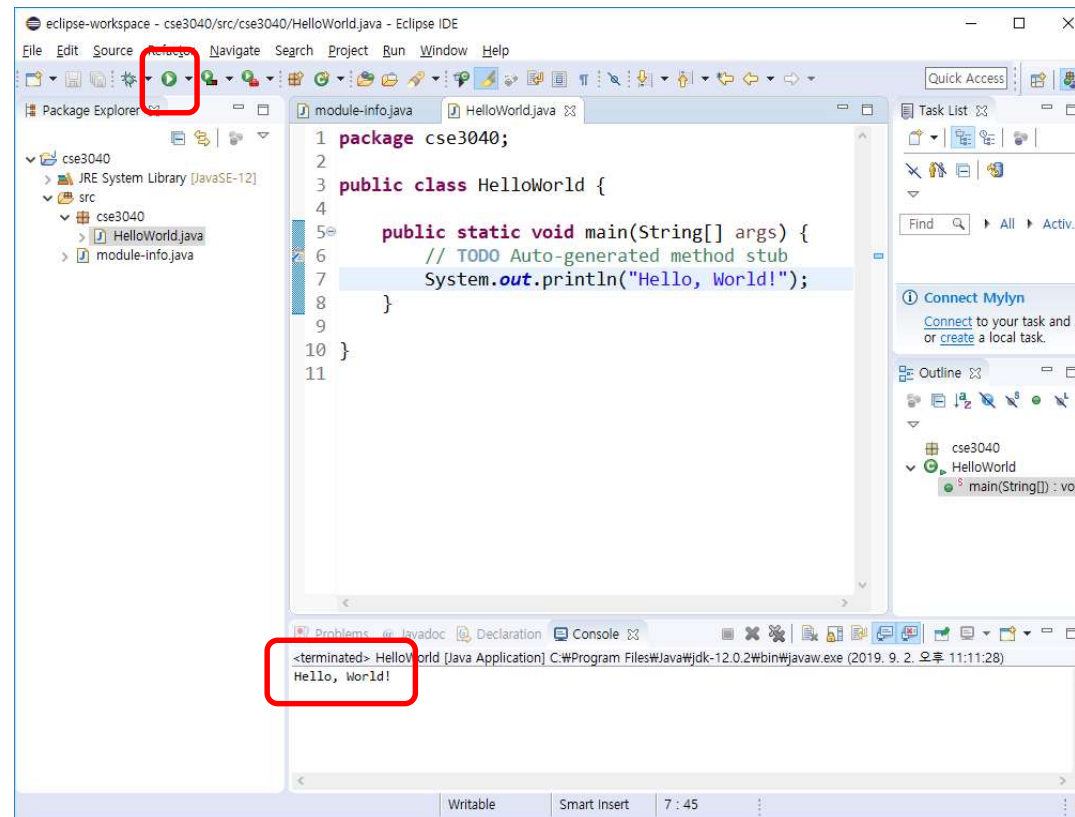 eclipse-workspace - cse3040/src/cse3040/HelloWorld.java - Eclipse IDE
File Edit Source Refactor Navigate Search Project Run Window Help
Quick Access
Package Explorer
cse3040
JRE System Library [JavaSE-12]
src
cse3040
HelloWorld.java
module-info.java
module-info.java HelloWorld.java
1 package cse3040;
2
3 public class HelloWorld {
4
5 public static void main(String[] args) {
6 // TODO Auto-generated method stub
7 System.out.println("Hello, World!");
8 }
9
10 }
11
Task List
Find All Activ.
Connect Mylyn
Connect to your task and
or create a local task.
Outline
cse3040
HelloWorld
main(String[]) : vo
Problems @ Javadoc Declaration Console
<terminated> HelloWorld [Java Application] C:₩Program Files₩Java₩jdk-12.0.2₩bin₩javaw.exe (2019. 9. 2. 오후 11:11:28)
Hello, World!
Writable Smart Insert 7 : 45